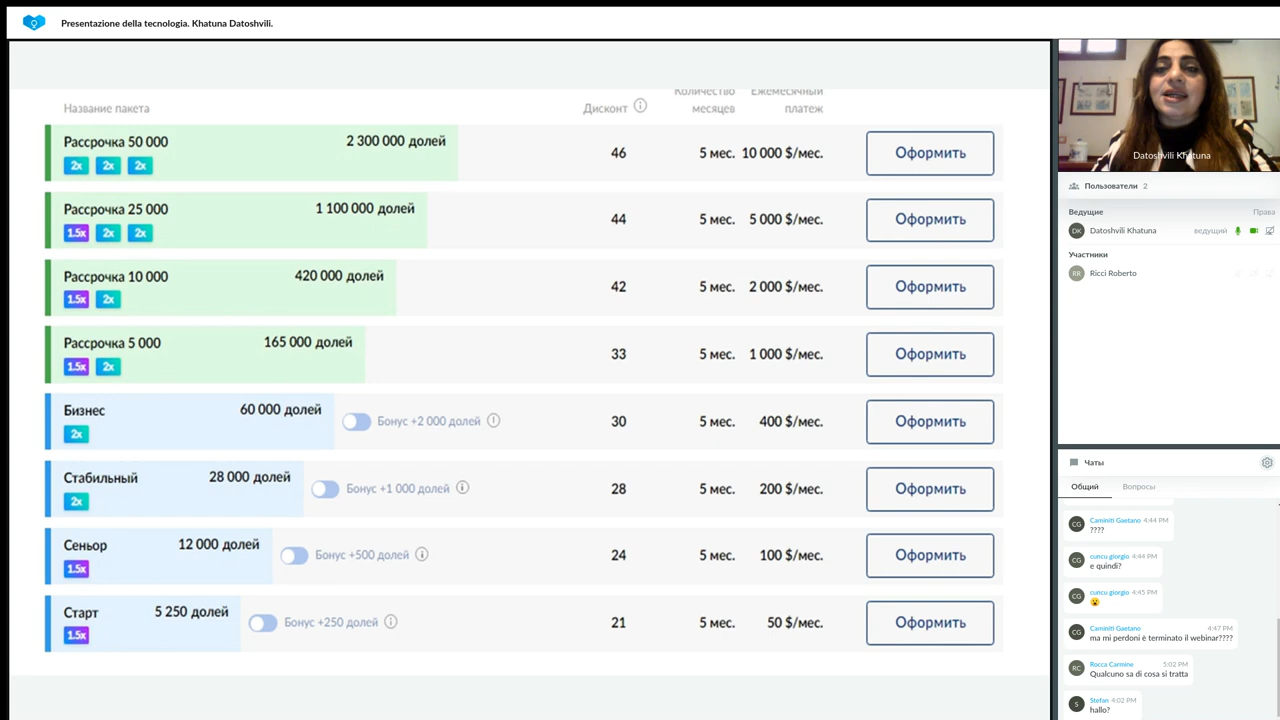 Presentazione della tecnologia. Khatuna Datoshvili.
Название пакета
Дисконт
Количество месяцев
Ежемесячный платеж
Рассрочка 50 000
2 300 000 долей
2x 2x 2x
46
5 мес.
10 000 $/мес.
Оформить
Рассрочка 25 000
1 100 000 долей
1.5x 2x 2x
44
5 мес.
5 000 $/мес.
Оформить
Рассрочка 10 000
420 000 долей
1.5x 2x
42
5 мес.
2 000 $/мес.
Оформить
Рассрочка 5 000
165 000 долей
1.5x 2x
33
5 мес.
1 000 $/мес.
Оформить
Бизнес
60 000 долей
2x
Бонус +2 000 долей
30
5 мес.
400 $/мес.
Оформить
Стабильный
28 000 долей
2x
Бонус +1 000 долей
28
5 мес.
200 $/мес.
Оформить
Сеньор
12 000 долей
1.5x
Бонус +500 долей
24
5 мес.
100 $/мес.
Оформить
Старт
5 250 долей
1.5x
Бонус +250 долей
21
5 мес.
50 $/мес.
Оформить
Datoshvili Khatuna
Пользователи 2
Ведущие
Права
DK
Datoshvili Khatuna
ведущий
Участники
RR
Ricci Roberto
Чаты
Общий
Вопросы
CG
Caminiti Gaetano 4:44 PM
????
CG
cuncu giorgio 4:44 PM
e quindi?
CG
cuncu giorgio 4:45 PM
😮
CG
Caminiti Gaetano 4:47 PM
ma mi perdoni è terminato il webinar????
RC
Rocca Carmine 5:02 PM
Qualcuno sa di cosa si tratta
S
Stefan 4:02 PM
hallo?